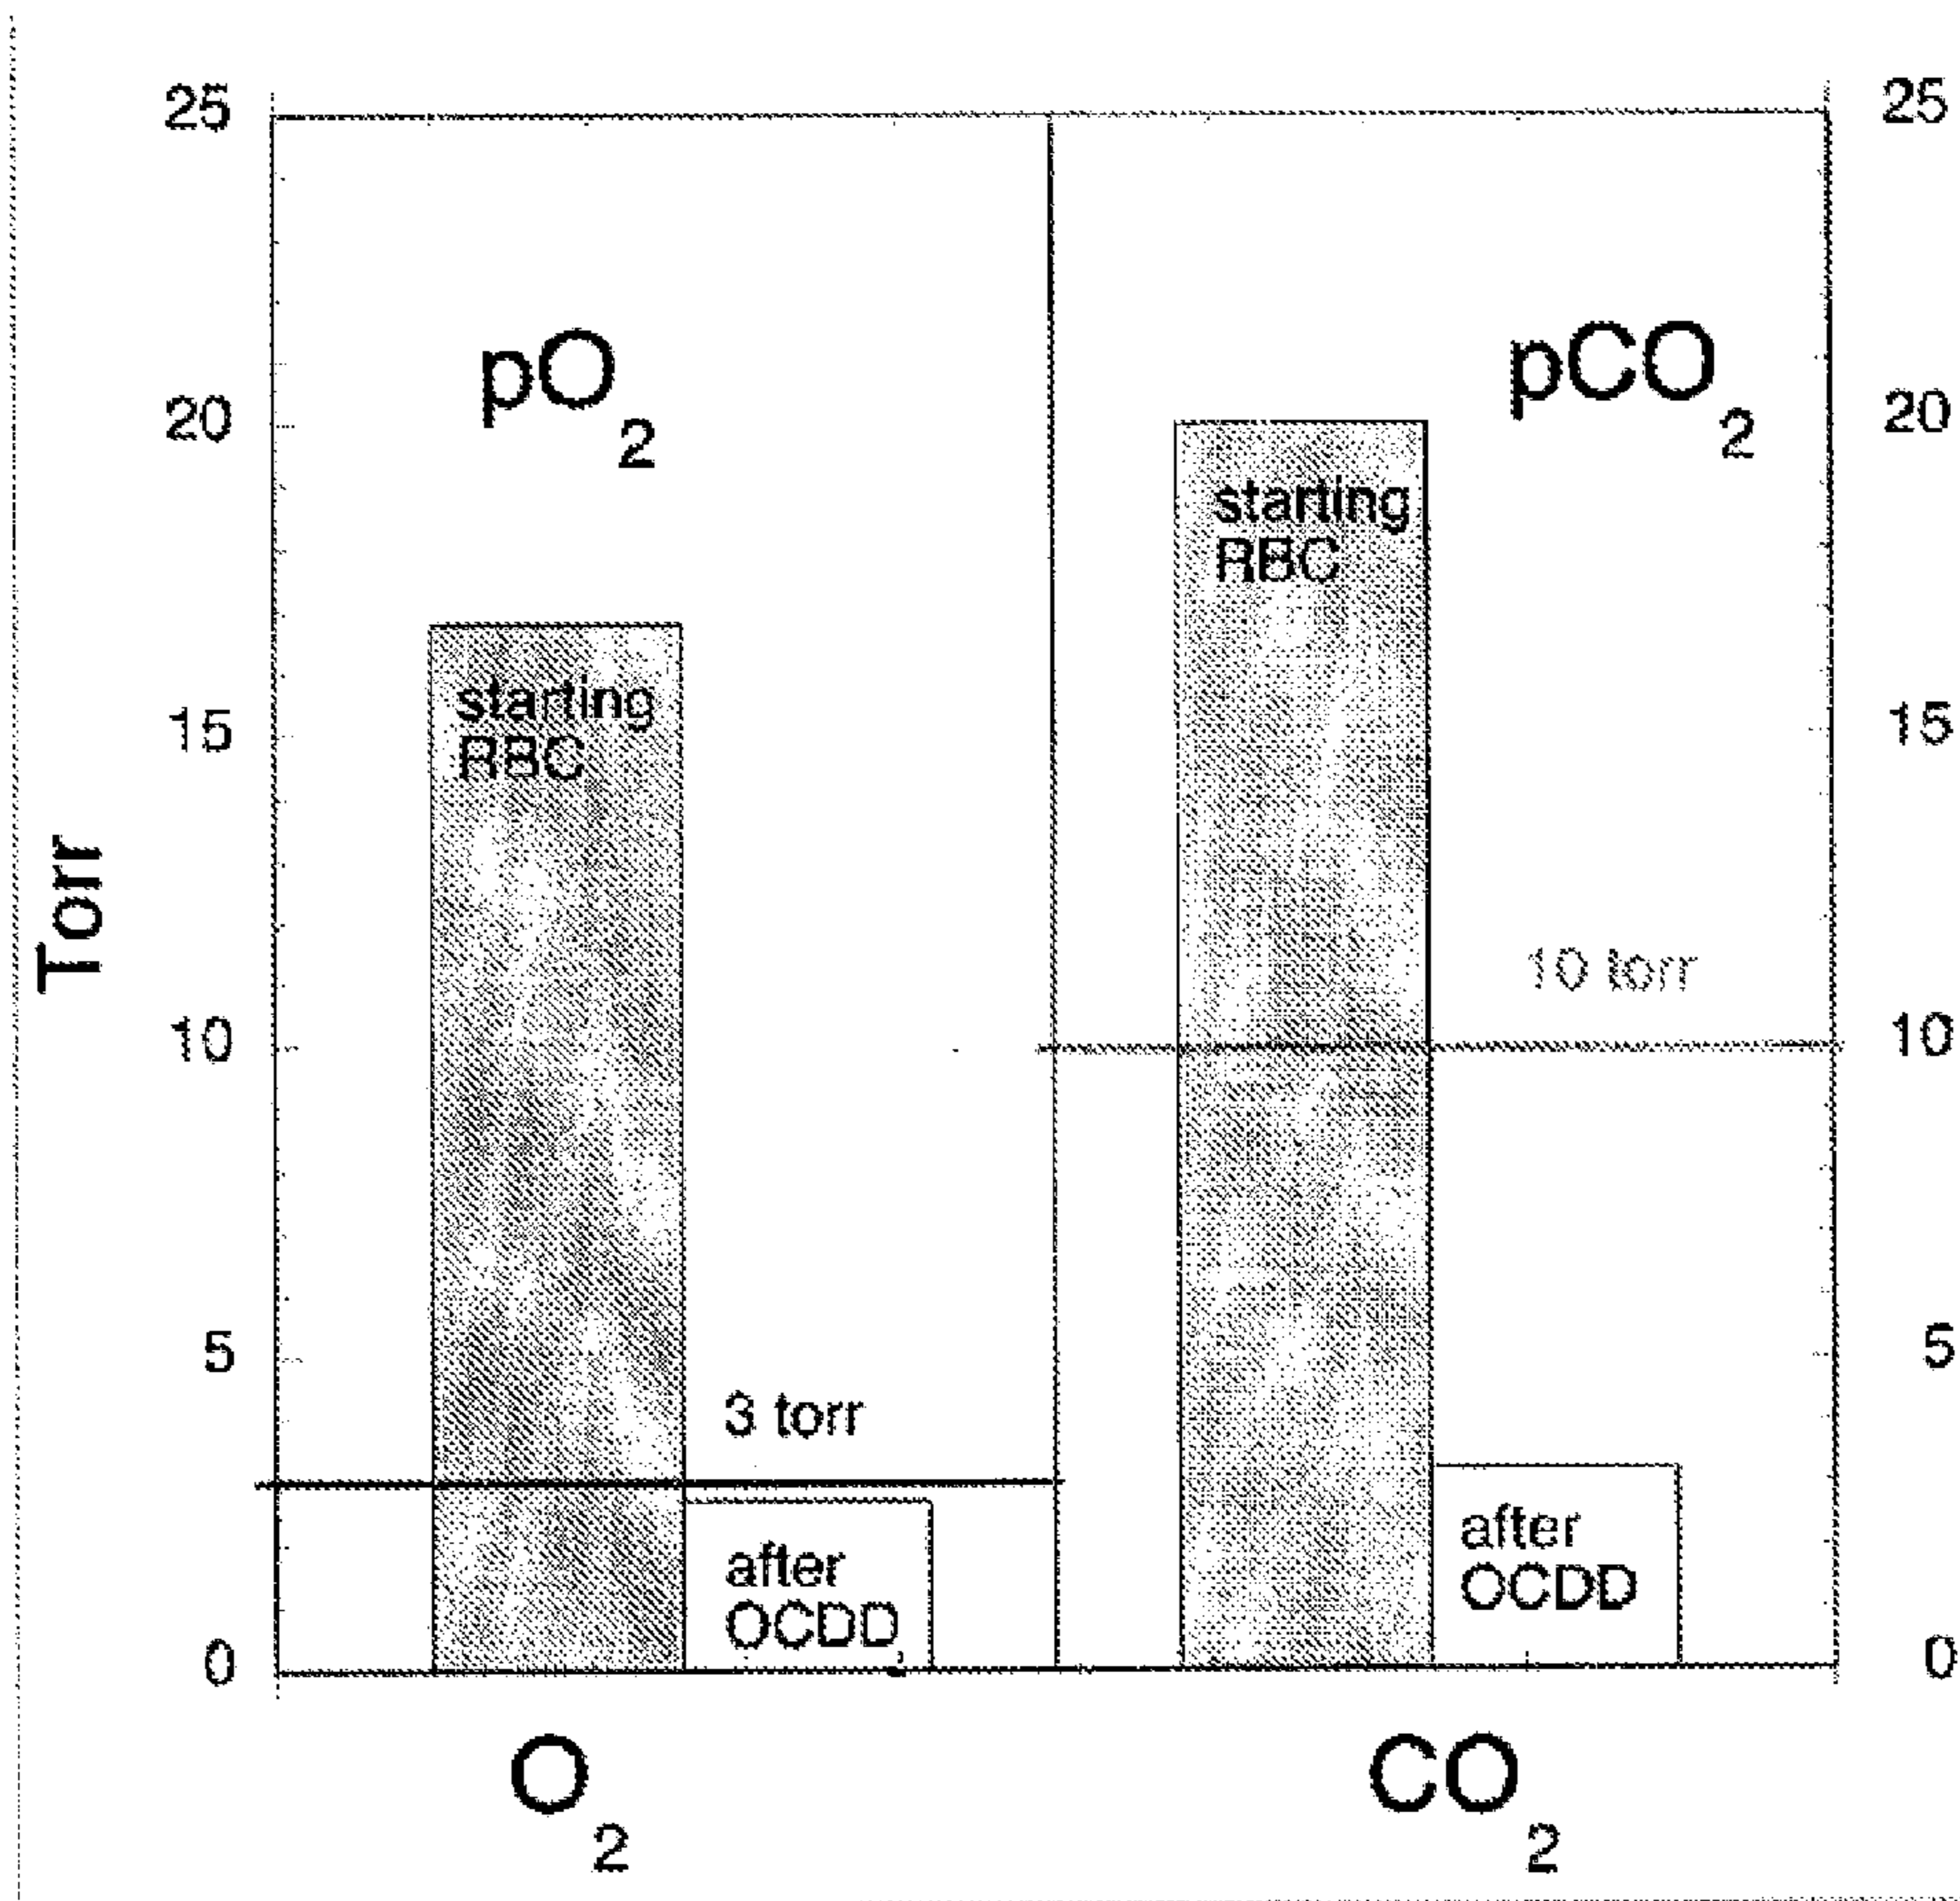 25
20
15
10
5
0
Torr
pO2
starting
RBC
3 torr
after
OCDD
O2
pCO2
starting
RBC
10 torr
after
OCDD
CO2
25
20
15
10
5
0